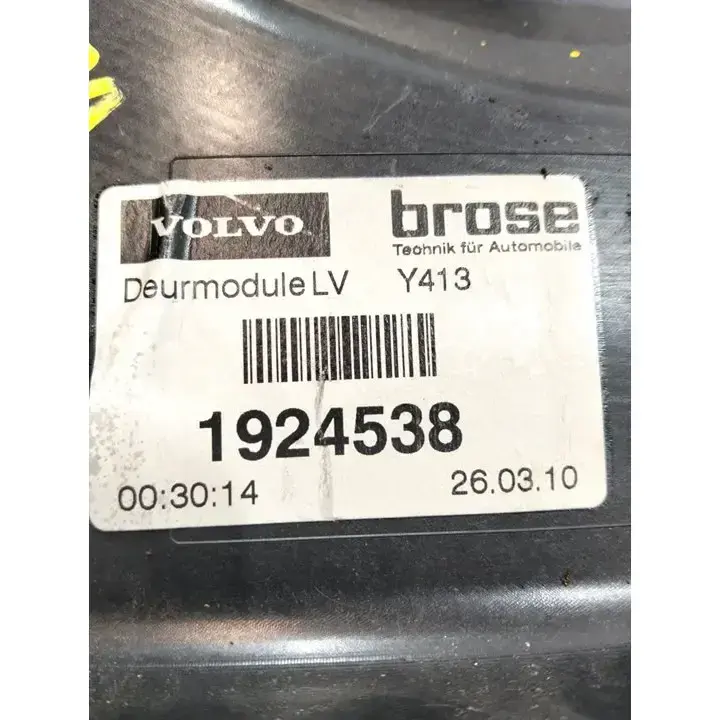 VOLVO brose
Technik für Automobile
Deurmodule LV Y413
1924538
00:30:14 26.03.10